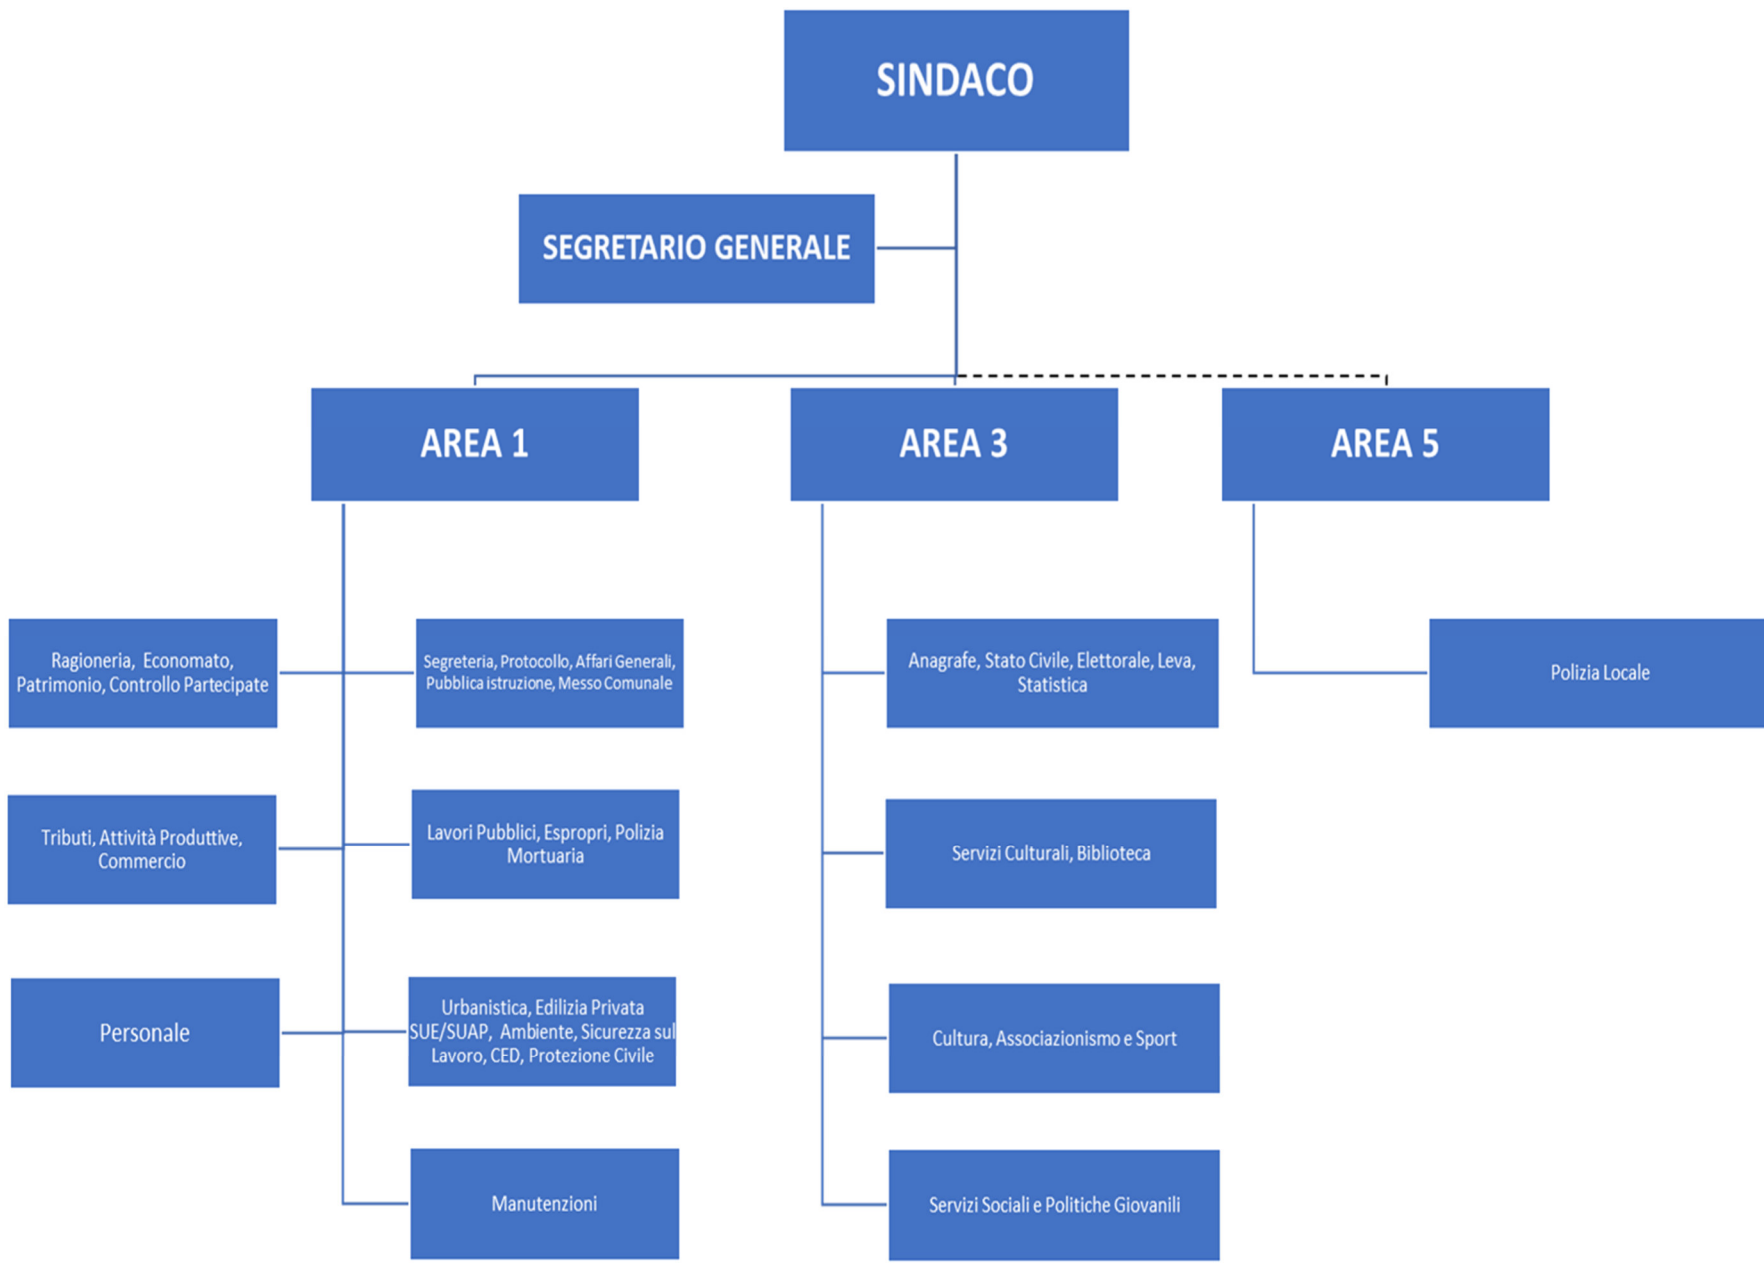 SINDACO
SEGRETARIO GENERALE
AREA 1
AREA 3
AREA 5
Ragioneria, Economato,
Patrimonio, Controllo Partecipate
Segreteria, Protocollo, Affari Generali,
Pubblica istruzione, Messo Comunale
Anagrafe, Stato Civile, Elettorale, Leva,
Statistica
Polizia Locale
Tributi, Attività Produttive,
Commercio
Lavori Pubblici, Espropri, Polizia
Mortuaria
Servizi Culturali, Biblioteca
Personale
Urbanistica, Edilizia Privata
SUE/SUAP, Ambiente, Sicurezza sul
Lavoro, CED, Protezione Civile
Cultura, Associazionismo e Sport
Manutenzioni
Servizi Sociali e Politiche Giovanili